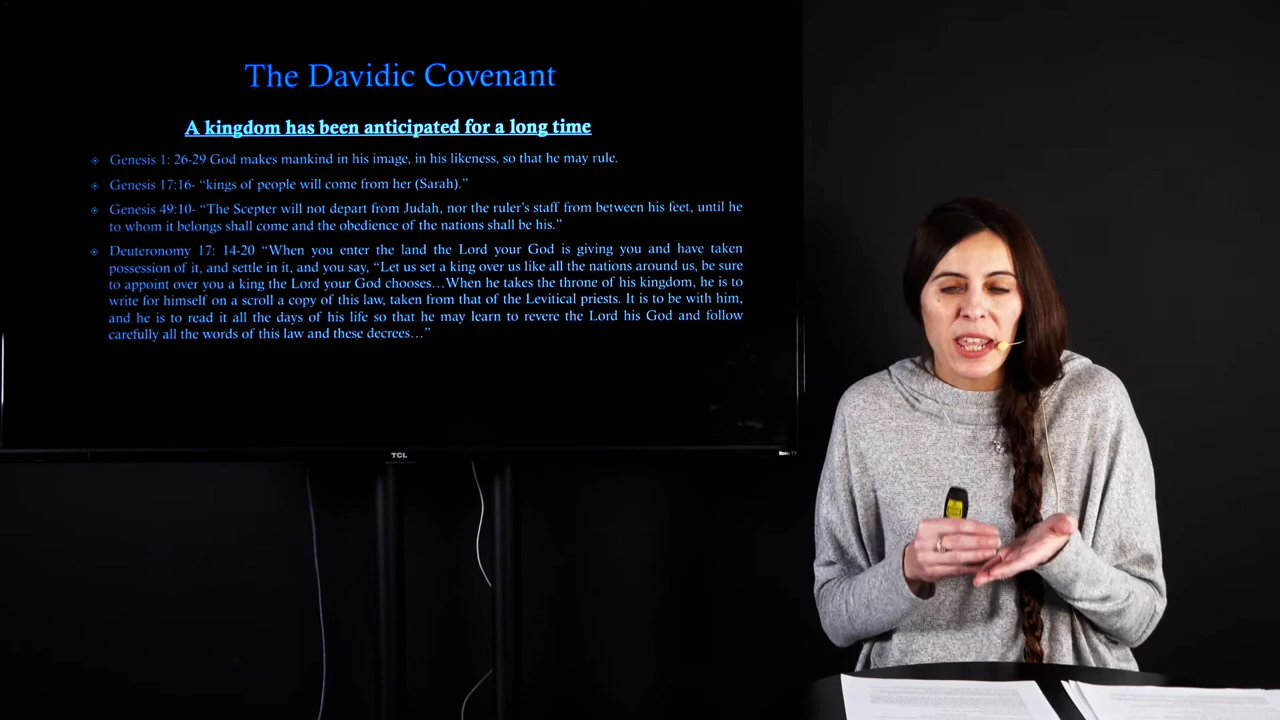 The Davidic Covenant
A kingdom has been anticipated for a long time
Genesis 1: 26-29 God makes mankind in his image, in his likeness, so that he may rule.
Genesis 17:16- “kings of people will come from her (Sarah).”
Genesis 49:10- “The Scepter will not depart from Judah, nor the ruler's staff from between his feet, until he
to whom it belongs shall come and the obedience of the nations shall be his.”
Deuteronomy 17: 14-20 “When you enter the land the Lord your God is giving you and have taken
possession of it, and settle in it, and you say, “Let us set a king over us like all the nations around us, be sure
to appoint over you a king the Lord your God chooses…When he takes the throne of his kingdom, he is to
write for himself on a scroll a copy of this law, taken from that of the Levitical priests. It is to be with him,
and he is to read it all the days of his life so that he may learn to revere the Lord his God and follow
carefully all the words of this law and these decrees…”
TCL
Roku TV